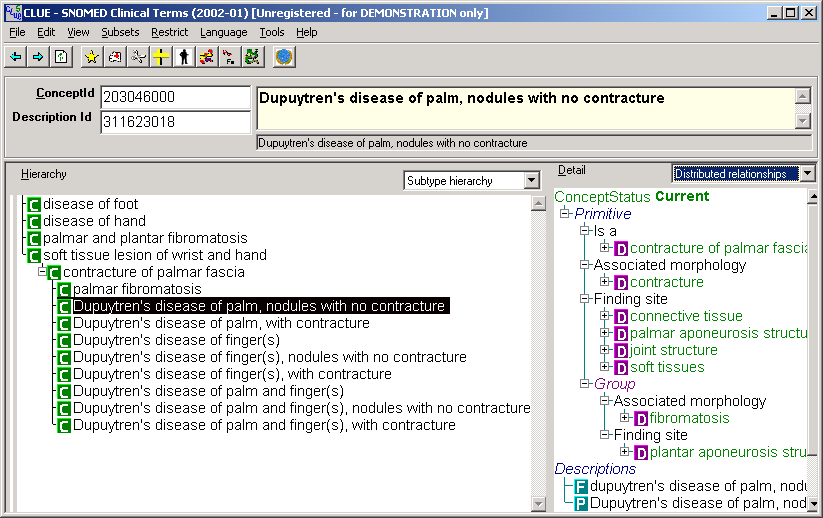 CLUE - SNOMED Clinical Terms (2002-01) [Unregistered - for DEMONSTRATION only]
File Edit View Subsets Restrict Language Tools Help
ConceptId 203046000
Description Id 311623018
Dupuytren's disease of palm, nodules with no contracture
Dupuytren's disease of palm, nodules with no contracture
Hierarchy
Subtype hierarchy
C disease of foot
C disease of hand
C palmar and plantar fibromatosis
C soft tissue lesion of wrist and hand
C contracture of palmar fascia
C palmar fibromatosis
C Dupuytren's disease of palm, nodules with no contracture
C Dupuytren's disease of palm, with contracture
C Dupuytren's disease of finger(s)
C Dupuytren's disease of finger(s), nodules with no contracture
C Dupuytren's disease of finger(s), with contracture
C Dupuytren's disease of palm and finger(s)
C Dupuytren's disease of palm and finger(s), nodules with no contracture
C Dupuytren's disease of palm and finger(s), with contracture
Detail
Distributed relationships
ConceptStatus Current
Primitive
Is a
D contracture of palmar fascia
Associated morphology
D contracture
Finding site
D connective tissue
D palmar aponeurosis structu
D joint structure
D soft tissues
Group
Associated morphology
D fibromatosis
Finding site
D plantar aponeurosis stru
Descriptions
F dupuytren's disease of palm, nodu
P Dupuytren's disease of palm, nod